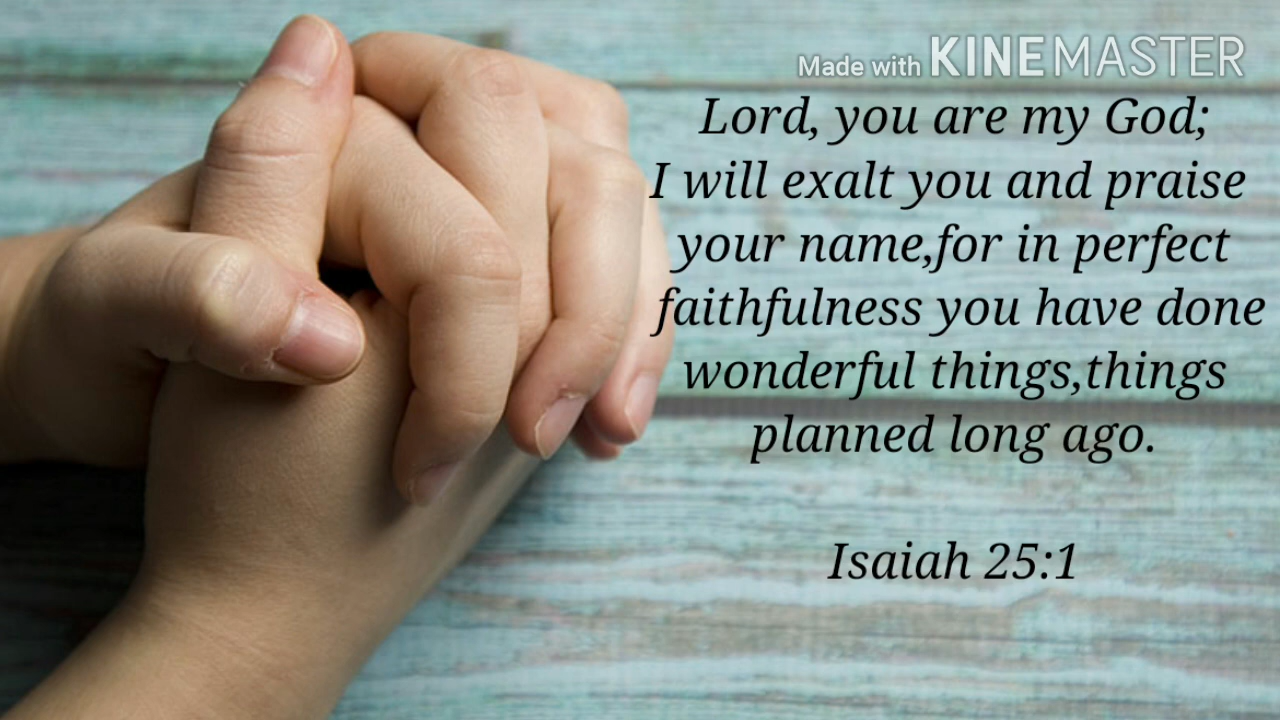 Made with KINEMASTER
Lord, you are my God;
I will exalt you and praise
your name,for in perfect
faithfulness you have done
wonderful things,things
planned long ago.
Isaiah 25:1